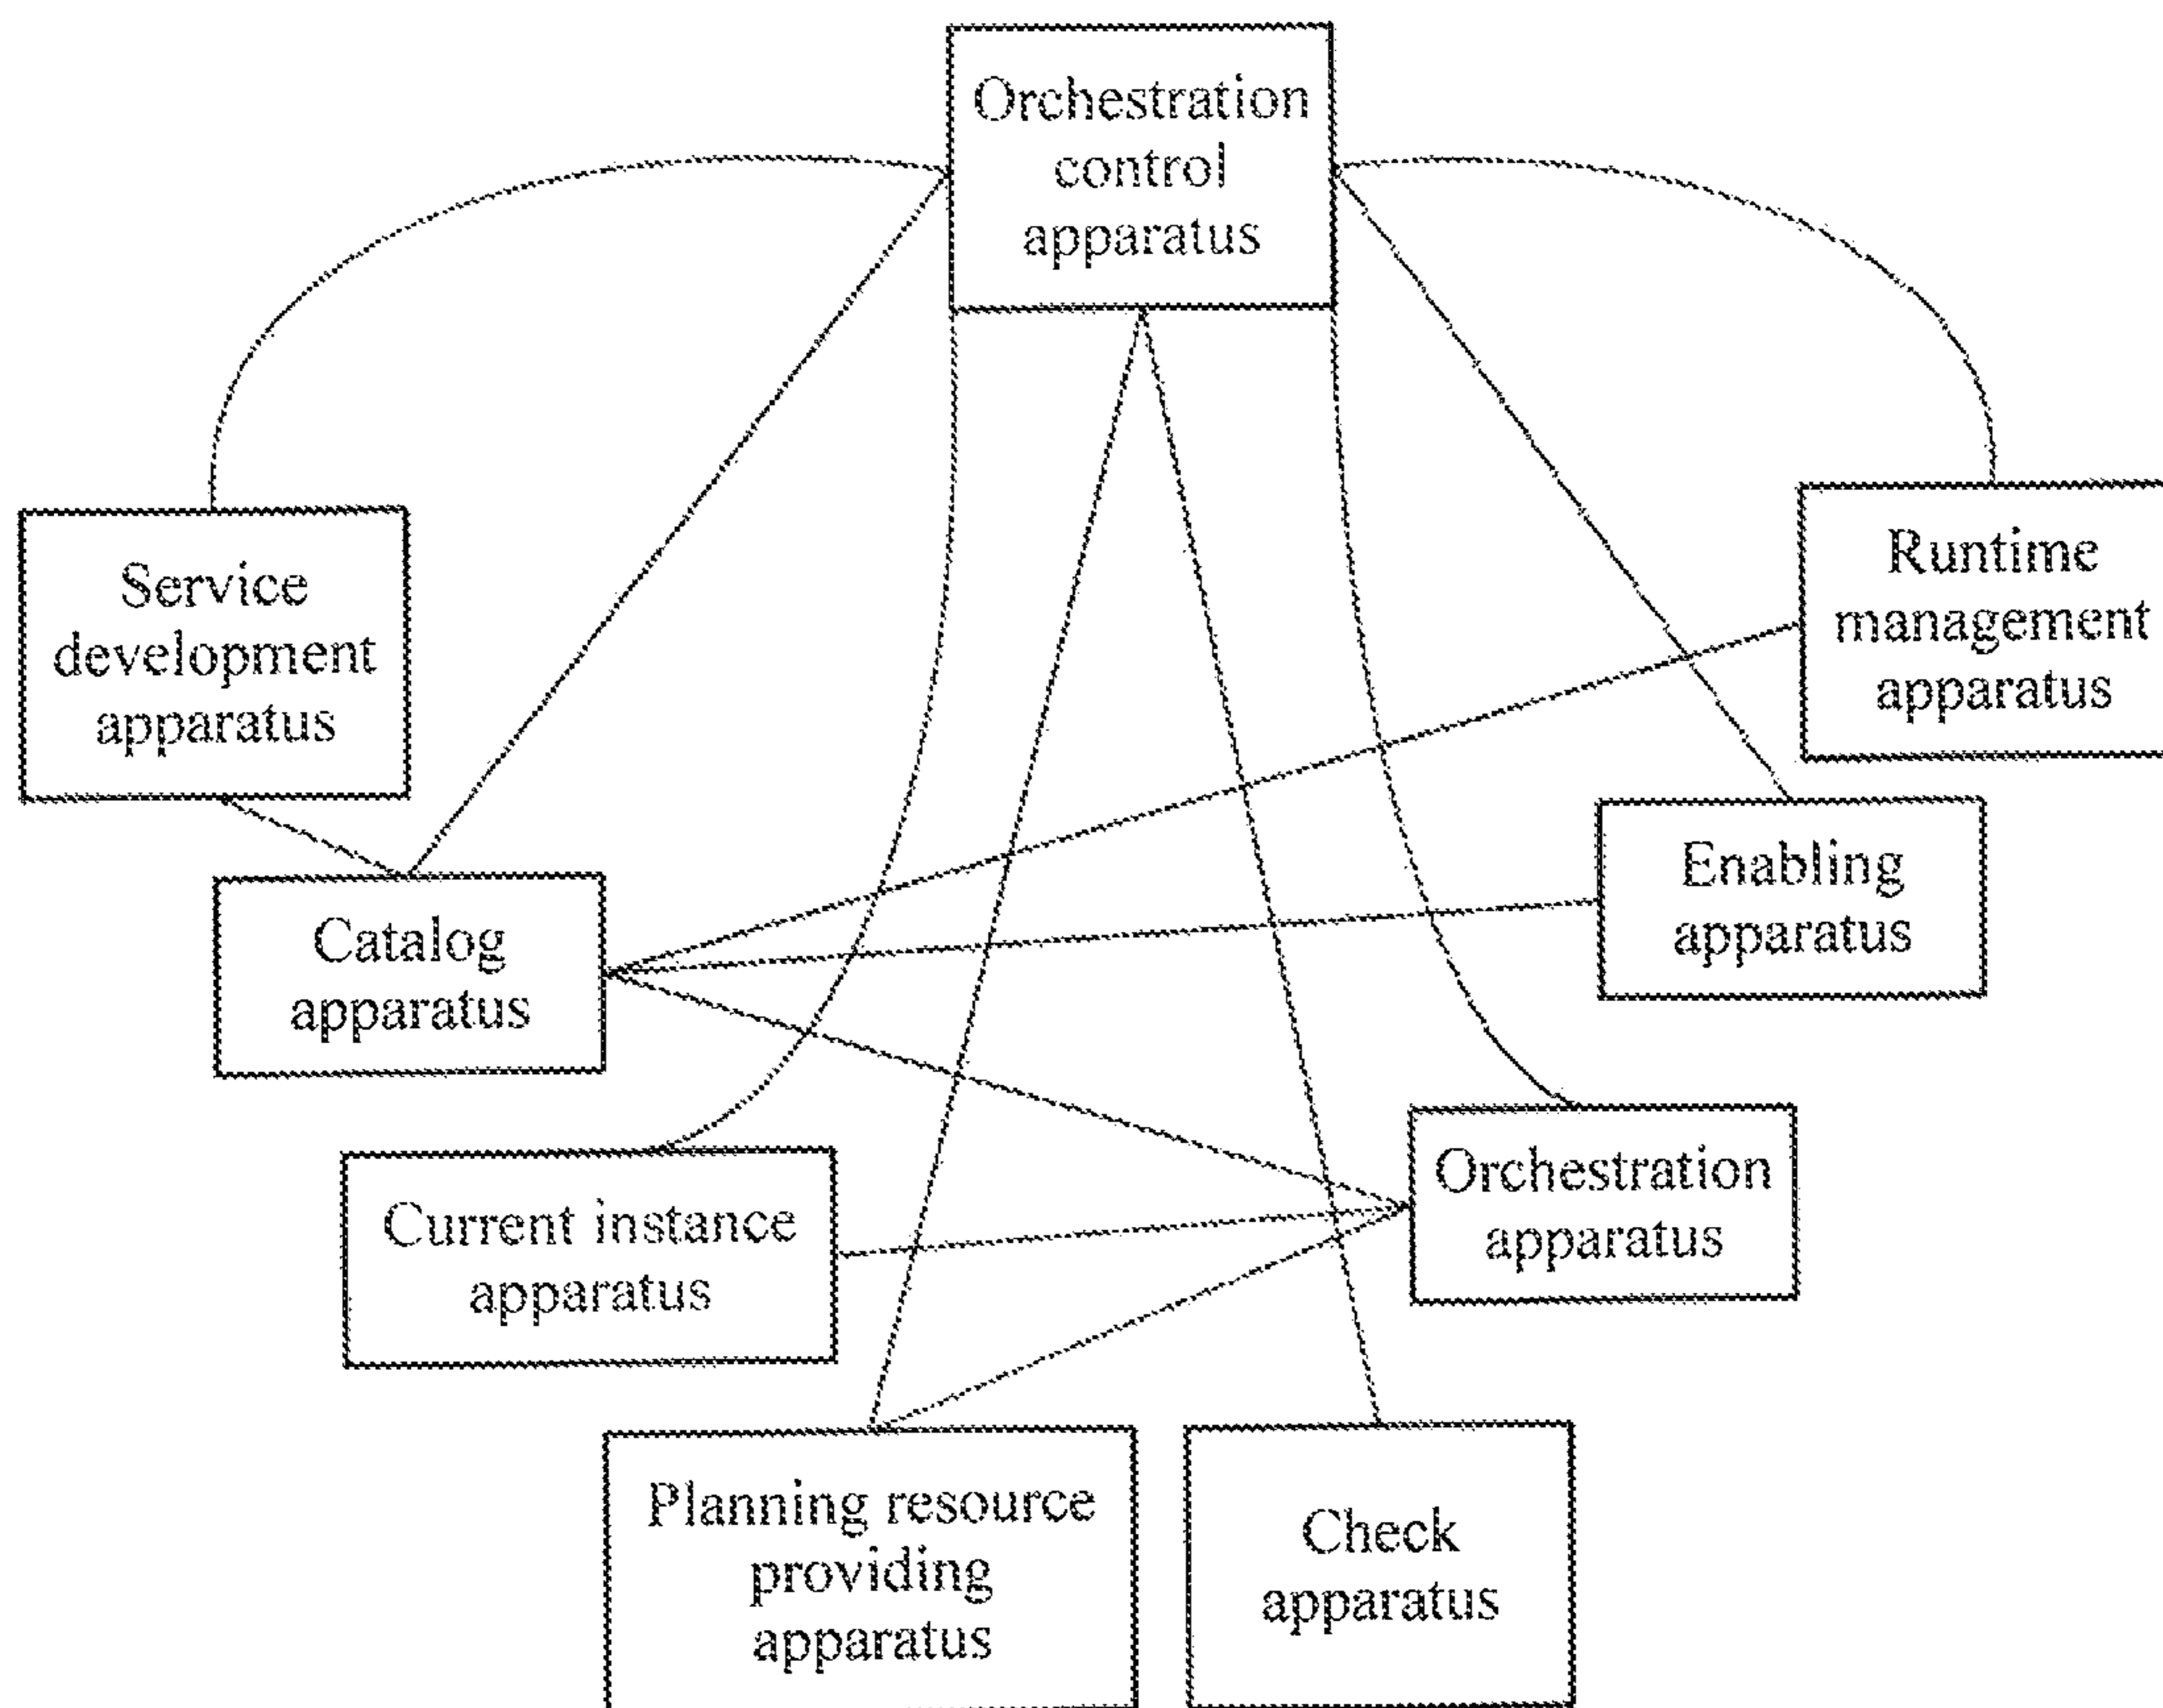 Orchestration
control
apparatus
Service
development
apparatus
Runtime
management
apparatus
Catalog
apparatus
Enabling
apparatus
Current instance
apparatus
Orchestration
apparatus
Planning resource
providing
apparatus
Check
apparatus